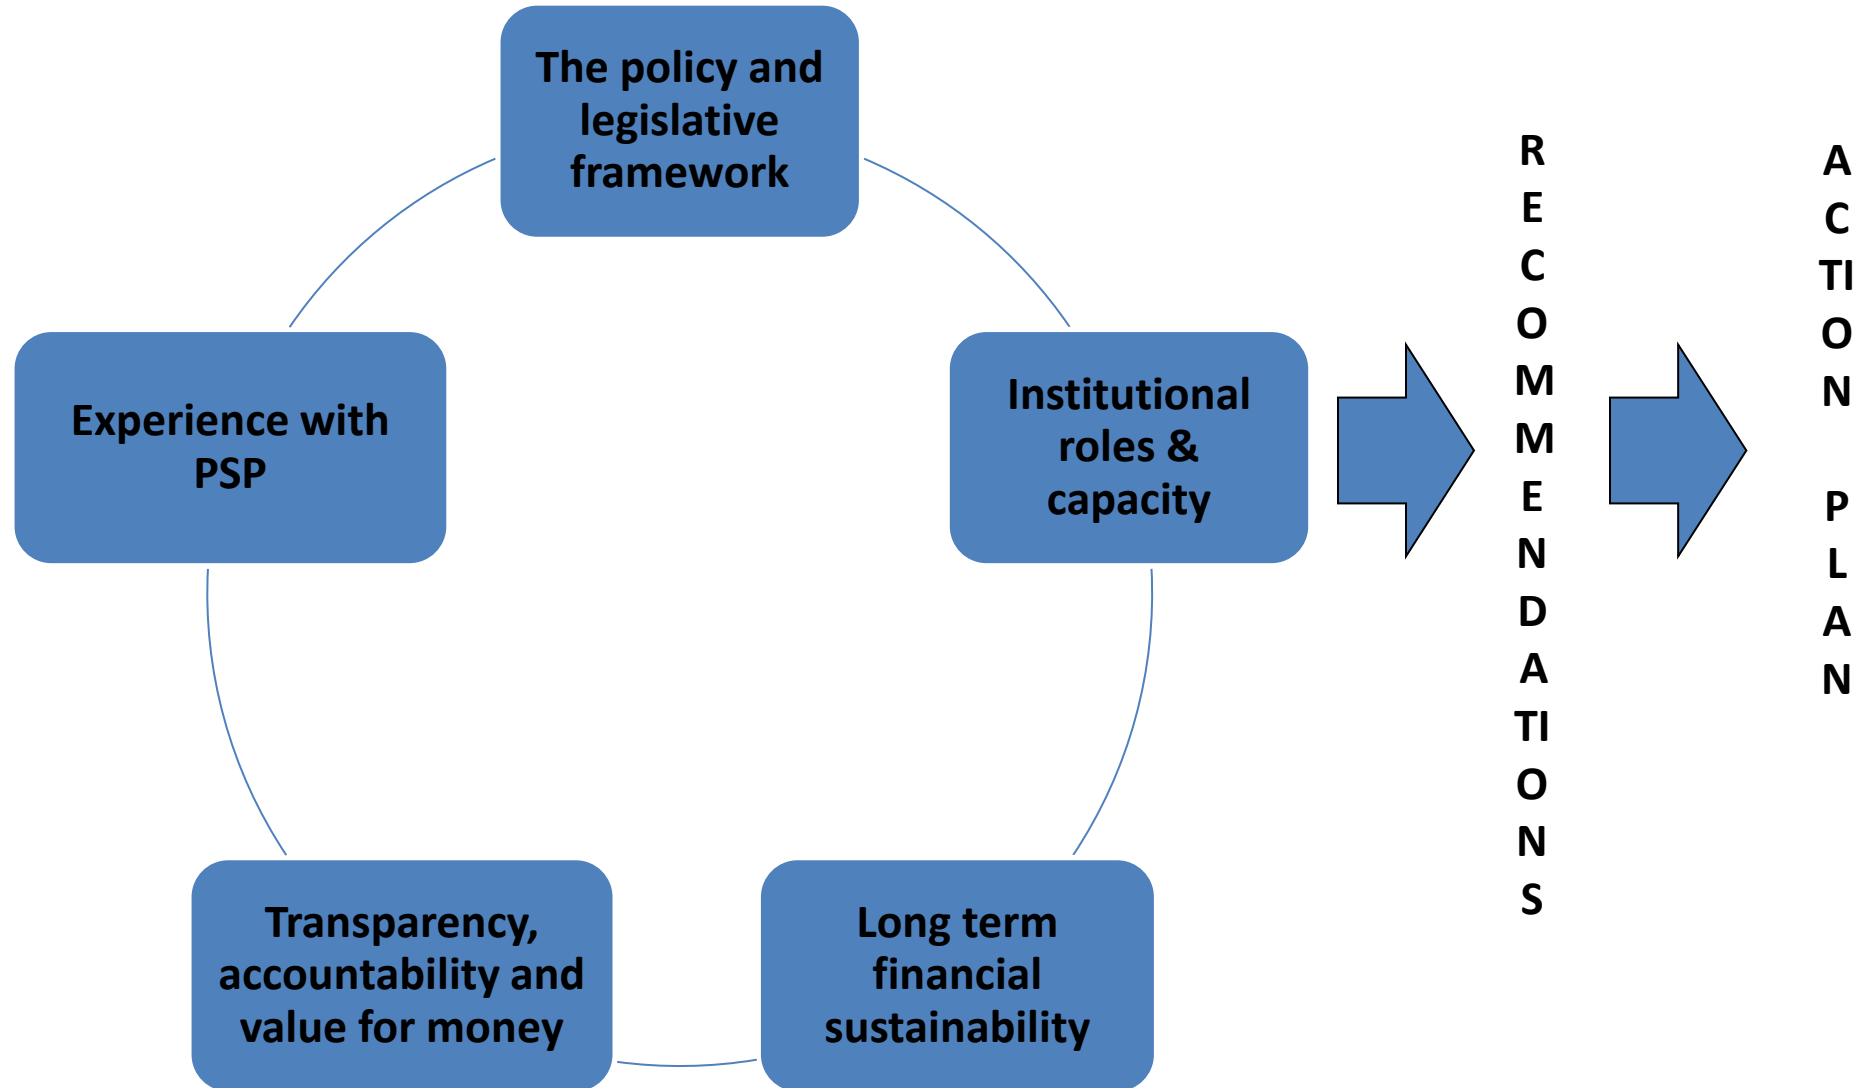 The policy and
legislative
framework
Institutional
roles &
capacity
Long term
financial
sustainability
Transparency,
accountability and
value for money
Experience with
PSP
R
E
C
O
M
M
E
N
D
A
TI
O
N
S
A
C
TI
O
N
P
L
A
N